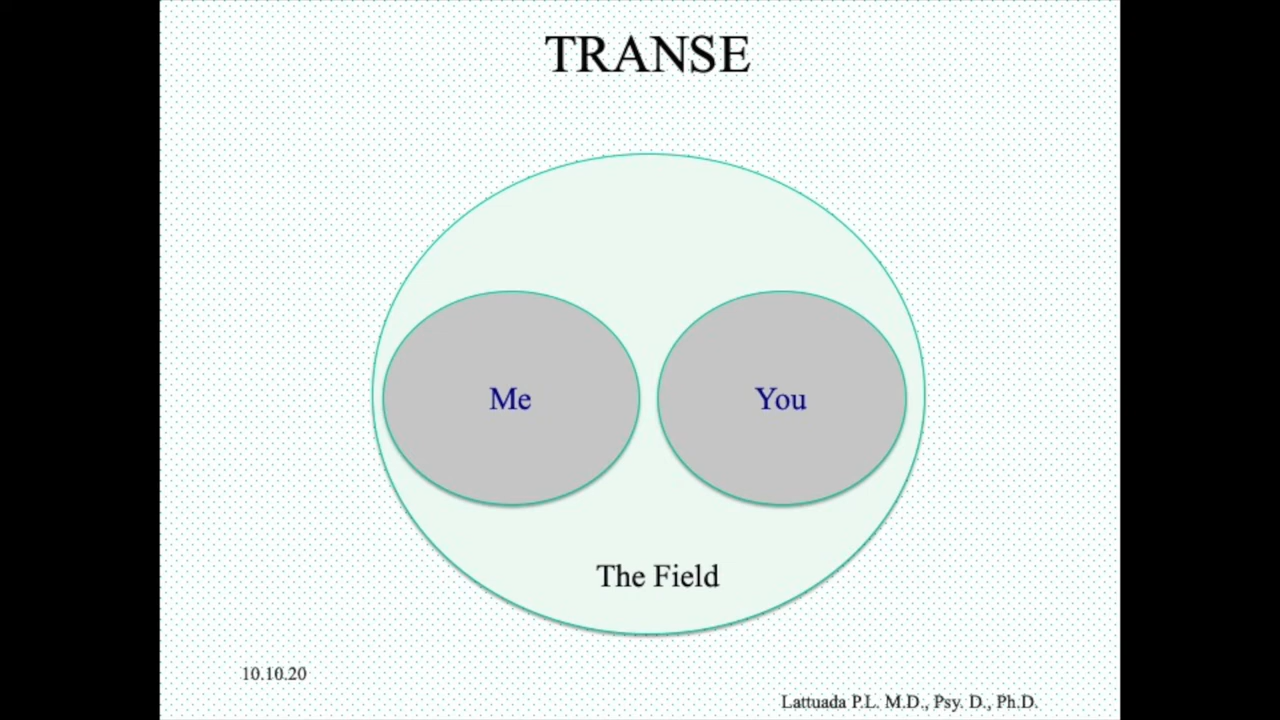 TRANSE
Me
You
The Field
10.10.20
Lattuada P.L. M.D., Psy. D., Ph.D.